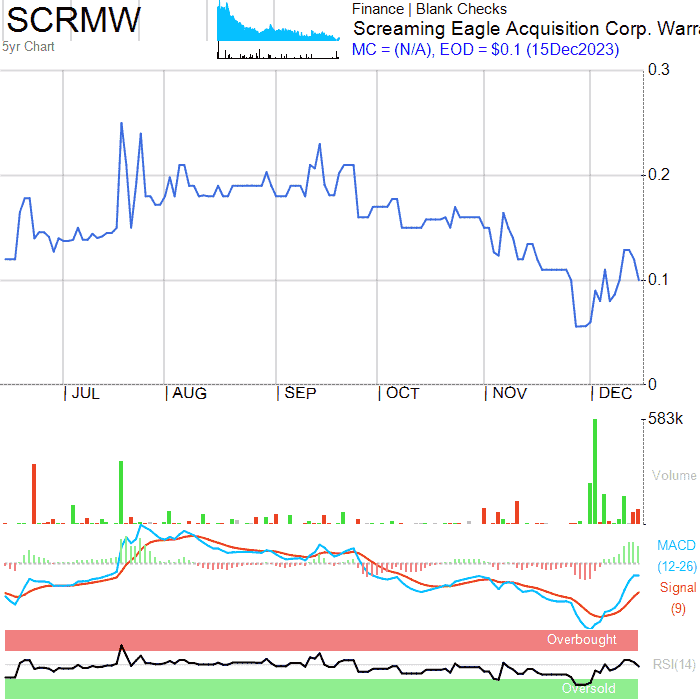 SCRMW
5yr Chart
Finance | Blank Checks
Screaming Eagle Acquisition Corp. Warra
MC = (N/A), EOD = $0.1 (15Dec2023)
0.3
0.2
0.1
0
JUL AUG SEP OCT NOV DEC
583k
Volume
MACD
(12-26)
Signal
(9)
Overbought
RSI(14)
Oversold